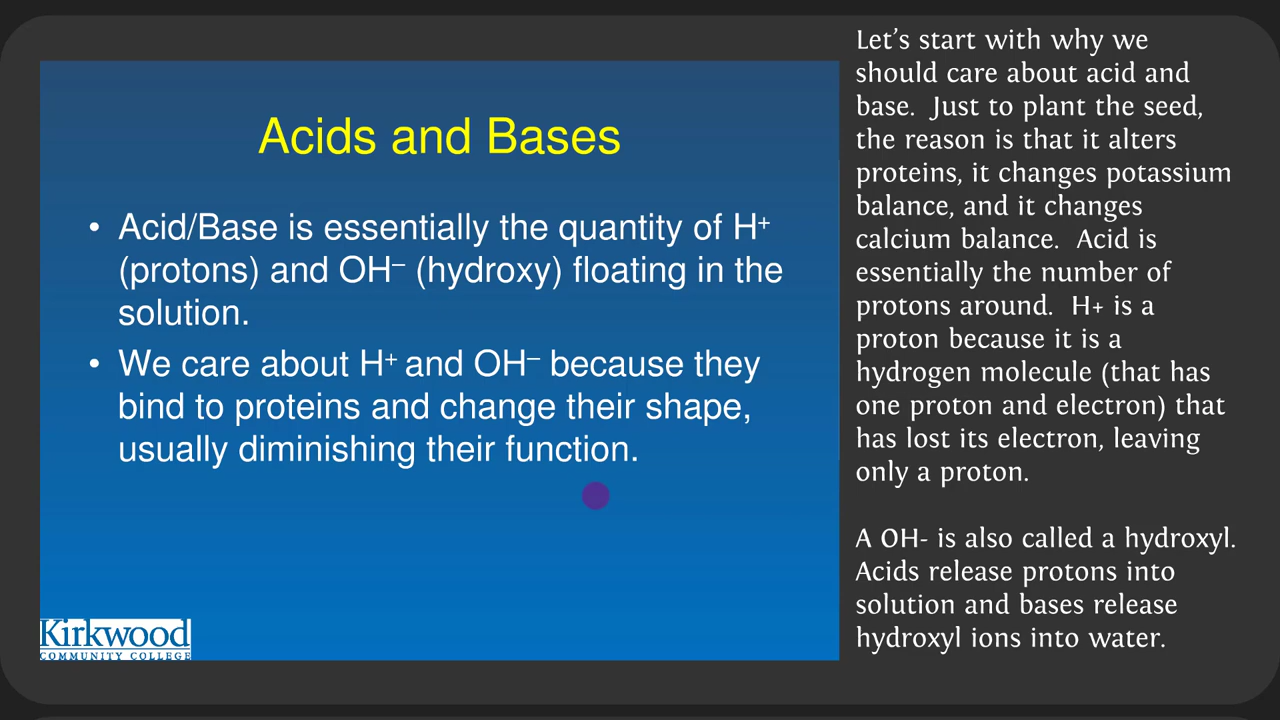 Acids and Bases
• Acid/Base is essentially the quantity of H⁺
(protons) and OH⁻ (hydroxy) floating in the
solution.
• We care about H⁺ and OH⁻ because they
bind to proteins and change their shape,
usually diminishing their function.
Kirkwood
COMMUNITY COLLEGE
Let's start with why we
should care about acid and
base.  Just to plant the seed,
the reason is that it alters
proteins, it changes potassium
balance, and it changes
calcium balance.  Acid is
essentially the number of
protons around.  H+ is a
proton because it is a
hydrogen molecule (that has
one proton and electron) that
has lost its electron, leaving
only a proton.
A OH- is also called a hydroxyl.
Acids release protons into
solution and bases release
hydroxyl ions into water.